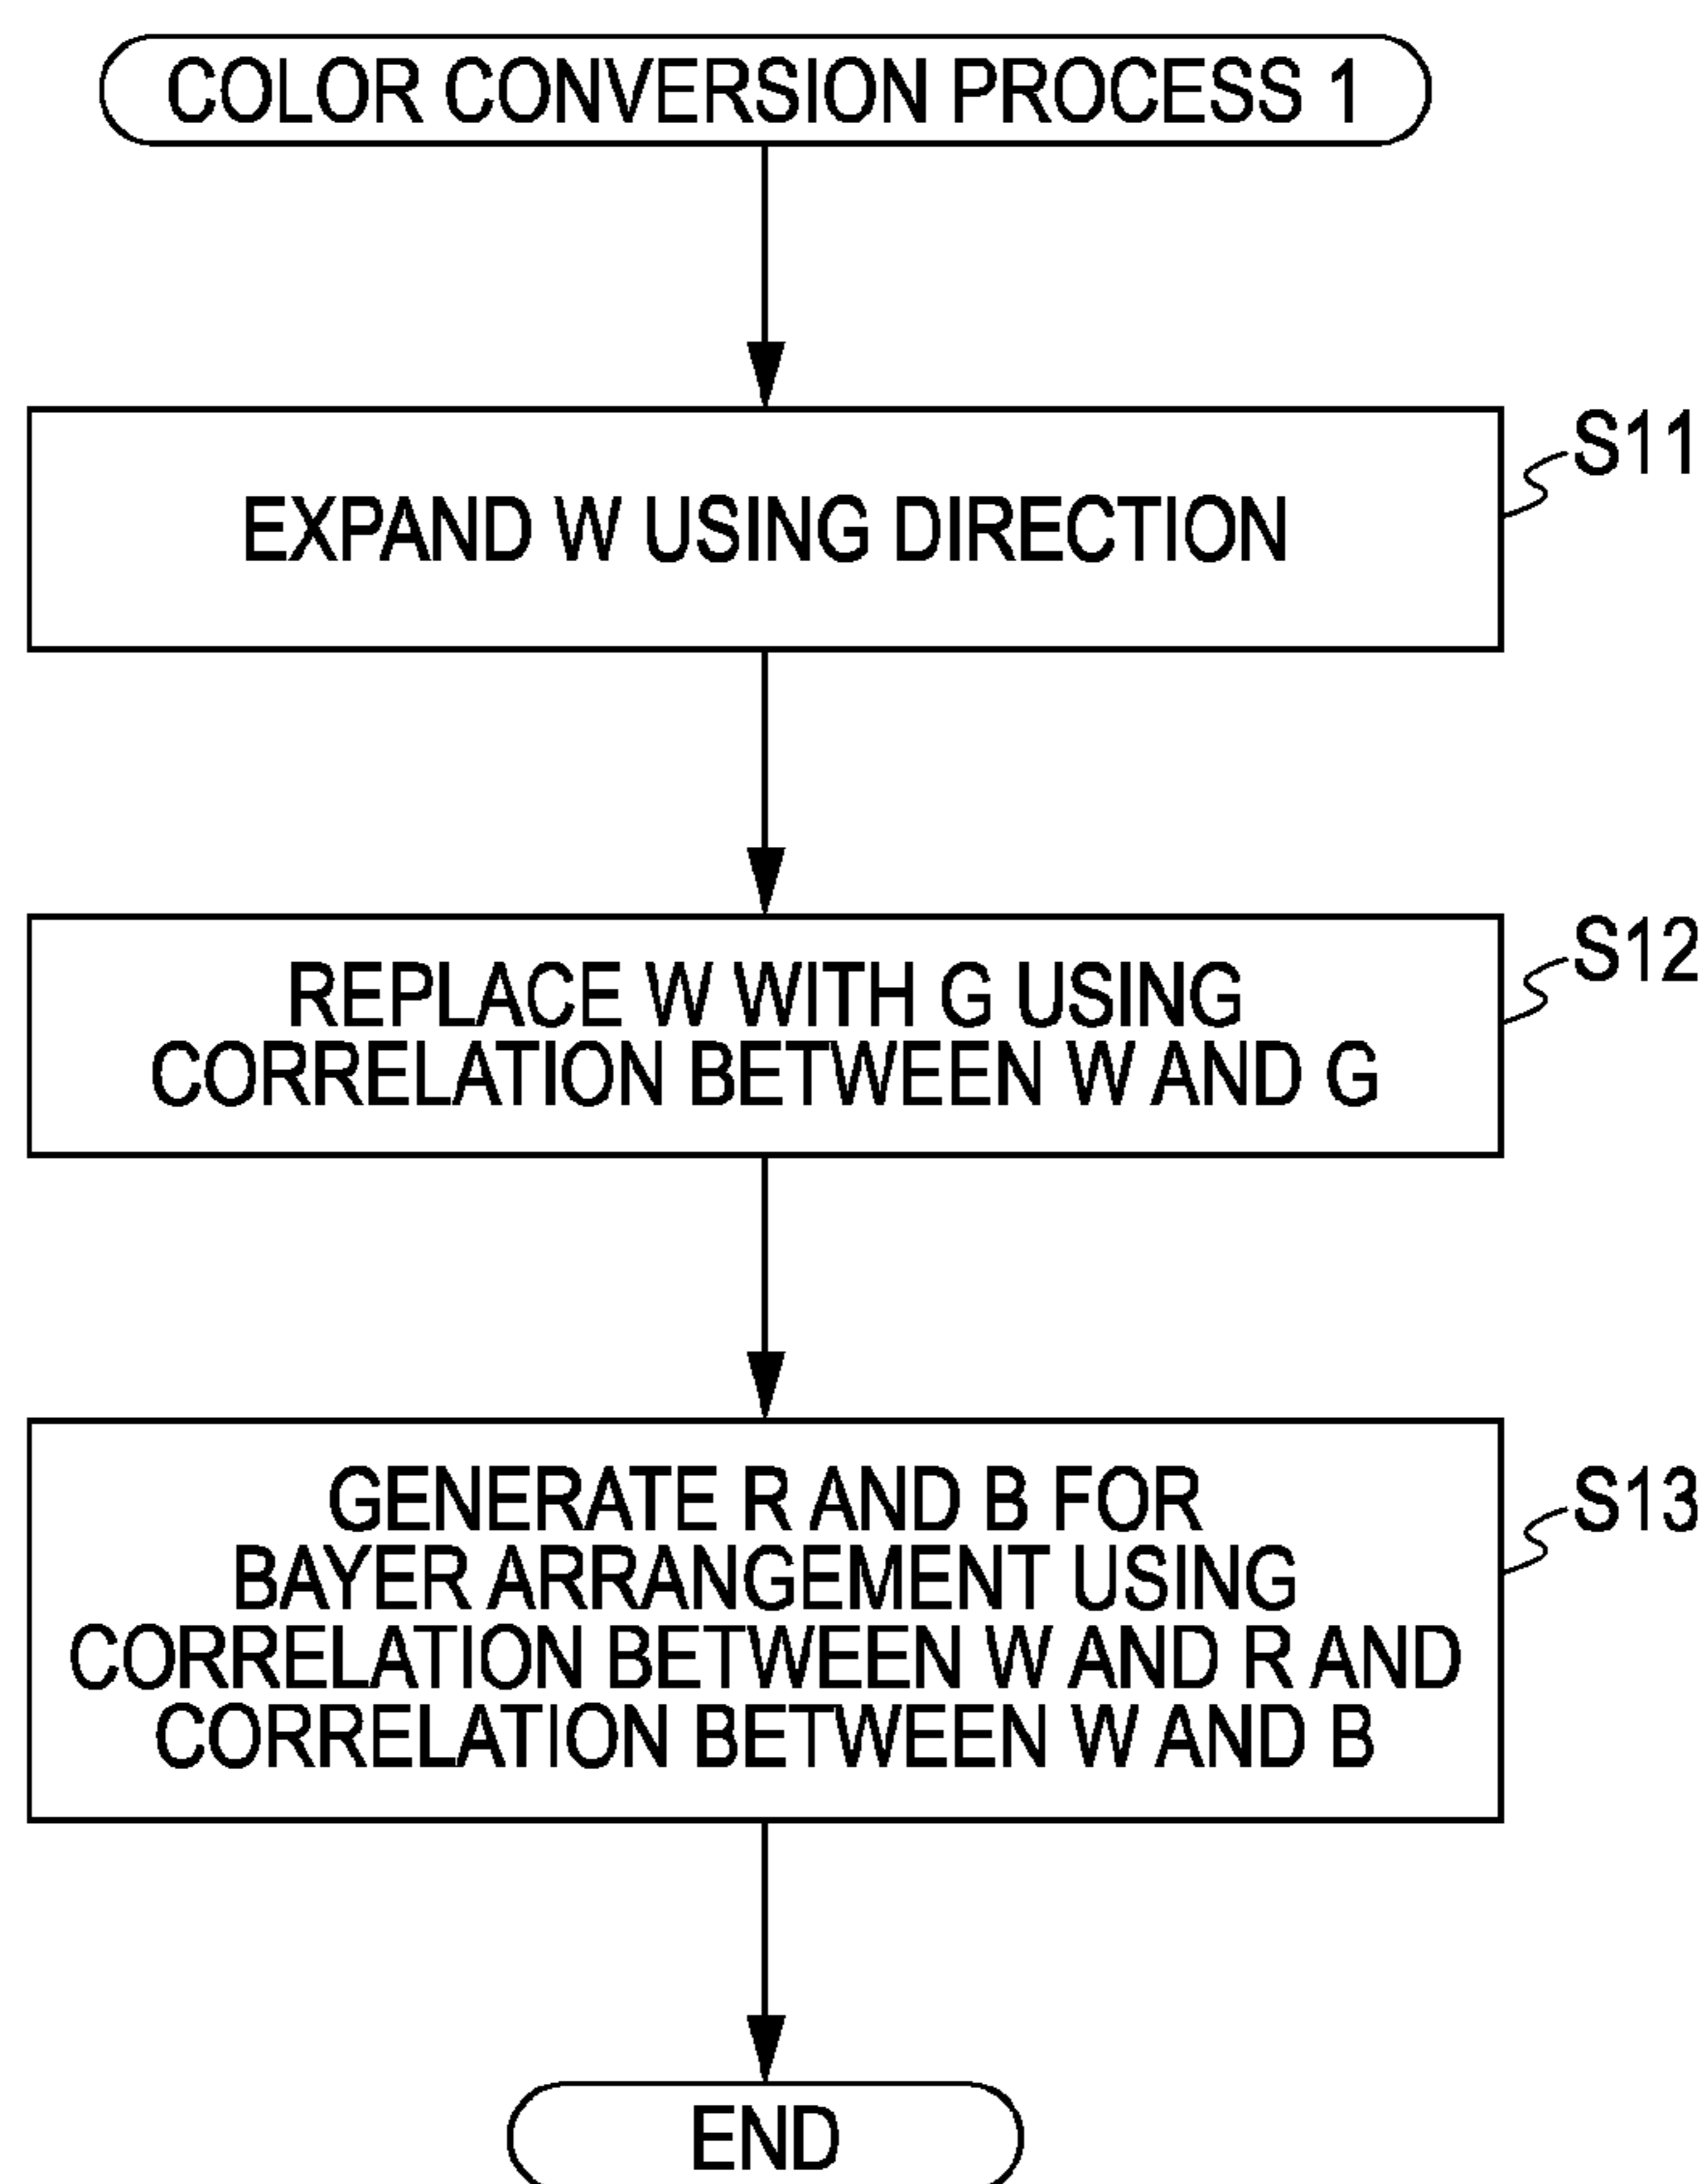 COLOR CONVERSION PROCESS 1
S11
EXPAND W USING DIRECTION
S12
REPLACE W WITH G USING
CORRELATION BETWEEN W AND G
S13
GENERATE R AND B FOR
BAYER ARRANGEMENT USING
CORRELATION BETWEEN W AND R AND
CORRELATION BETWEEN W AND B
END